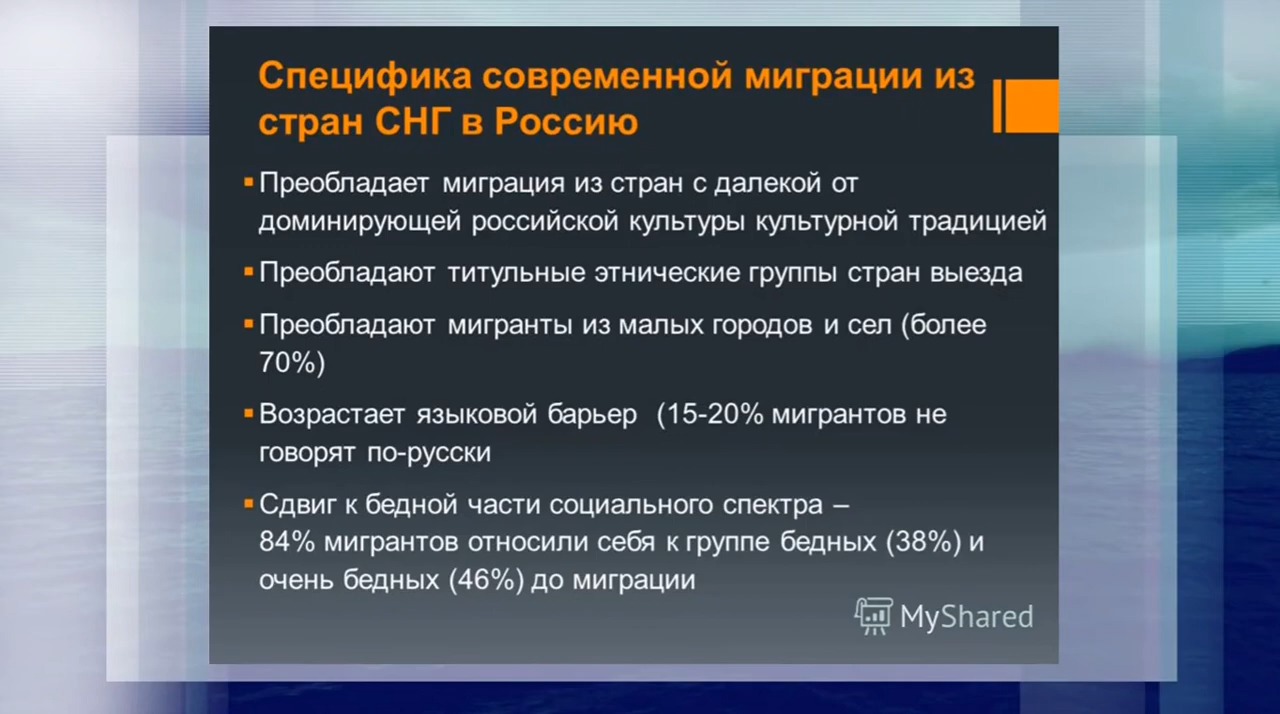 Специфика современной миграции из
стран СНГ в Россию
▪Преобладает миграция из стран с далекой от
доминирующей российской культуры культурной традицией
▪Преобладают титульные этнические группы стран выезда
▪Преобладают мигранты из малых городов и сел (более
70%)
▪Возрастает языковой барьер (15-20% мигрантов не
говорят по-русски
▪Сдвиг к бедной части социального спектра –
84% мигрантов относили себя к группе бедных (38%) и
очень бедных (46%) до миграции
MyShared